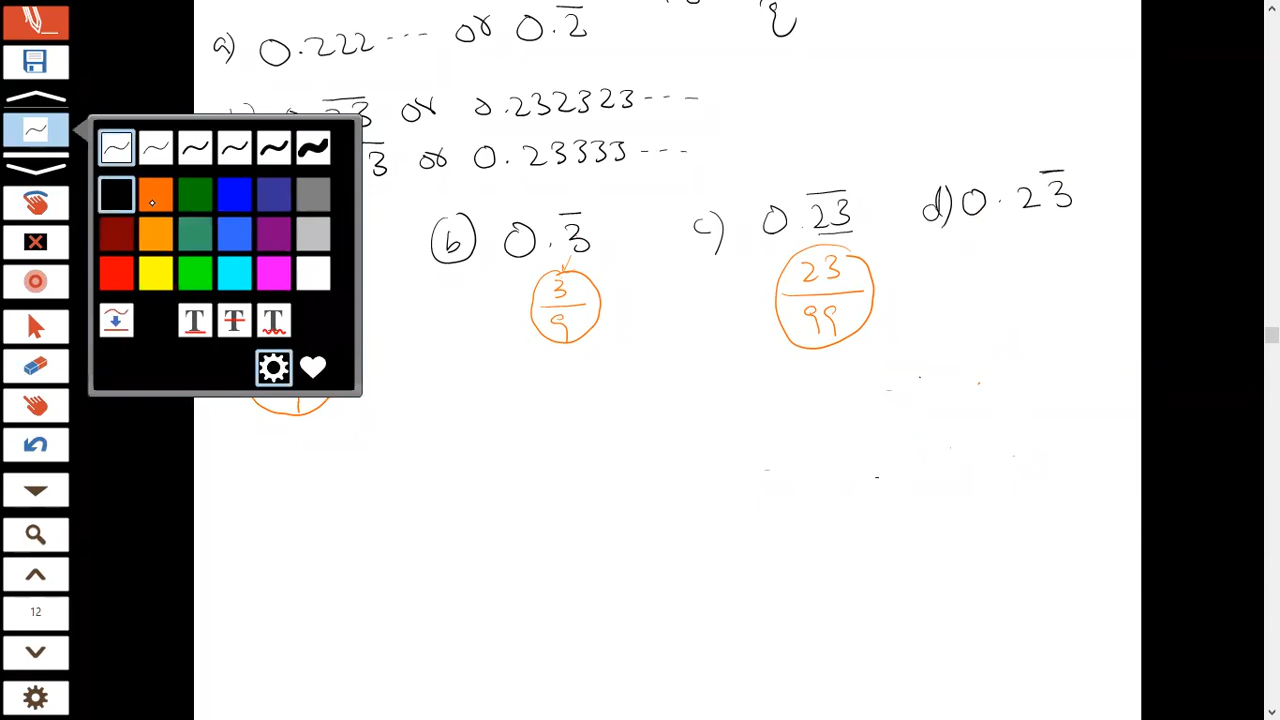 a) 0.222--- or 0.2̅
2̅3̅ or 0.232323---
3̅ or 0.23333---
(b) 0.3̅ c) 0.2̅3̅ d) 0.23̅
3/9 23/99
T T T
12